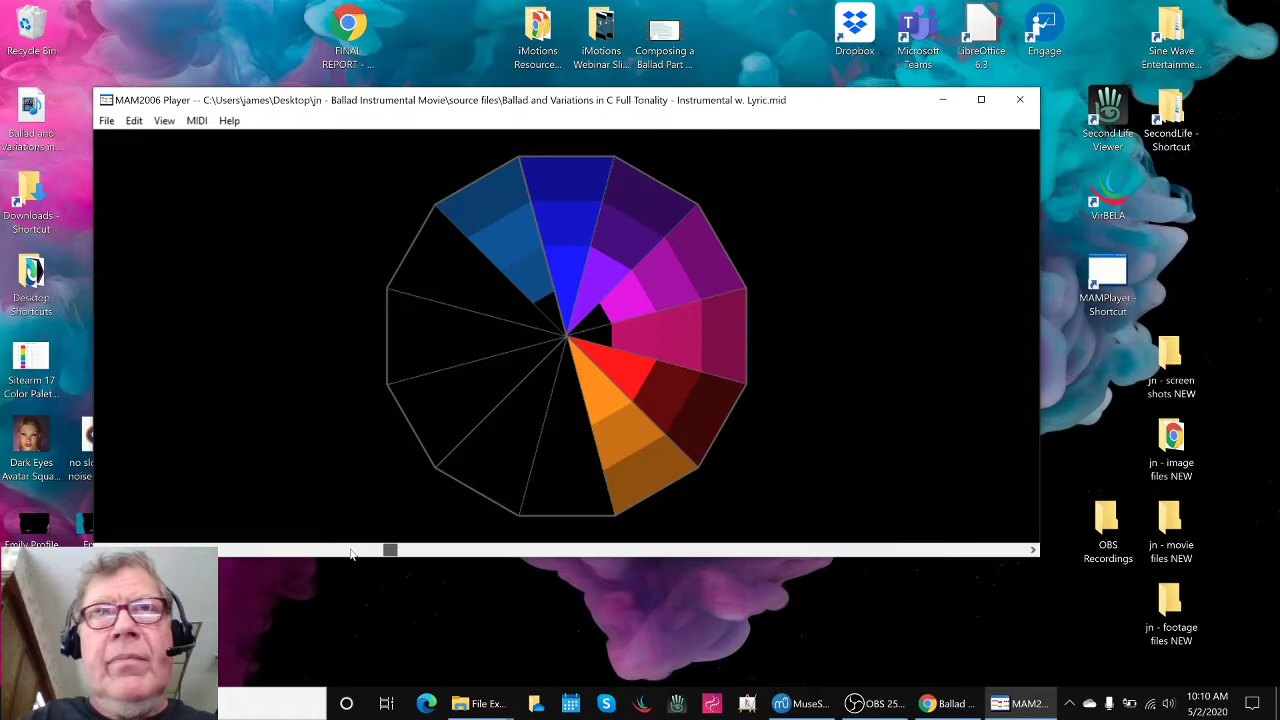 Recycle Bin
FINAL
REPORT - ...
iMotions
Resource...
iMotions
Webinar Sli...
Composing a
Ballad Part ...
Dropbox
Microsoft
Teams
LibreOffice
6.3
Engage
Sine Wave
Entertainme...
MAM2006 Player -- C:\Users\james\Desktop\jn - Ballad Instrumental Movie\source files\Ballad and Variations in C Full Tonality - Instrumental w. Lyric.mid
File Edit View MIDI Help
Ballad and
Variations in...
Downloads -
Shortcut
Desktop
Shortcuts
Sitearm 17
Color Palet...
Dark Eyes
Avatar Squa...
no sl
noise
Emily Profile
Second Life
Viewer
SecondLife -
Shortcut
VirBELA
MAMPlayer -
Shortcut
jn - screen
shots NEW
jn - image
files NEW
OBS
Recordings
jn - movie
files NEW
jn - footage
files NEW
File Ex...
MuseS...
OBS 25...
Ballad ...
MAM2...
10:10 AM
5/2/2020